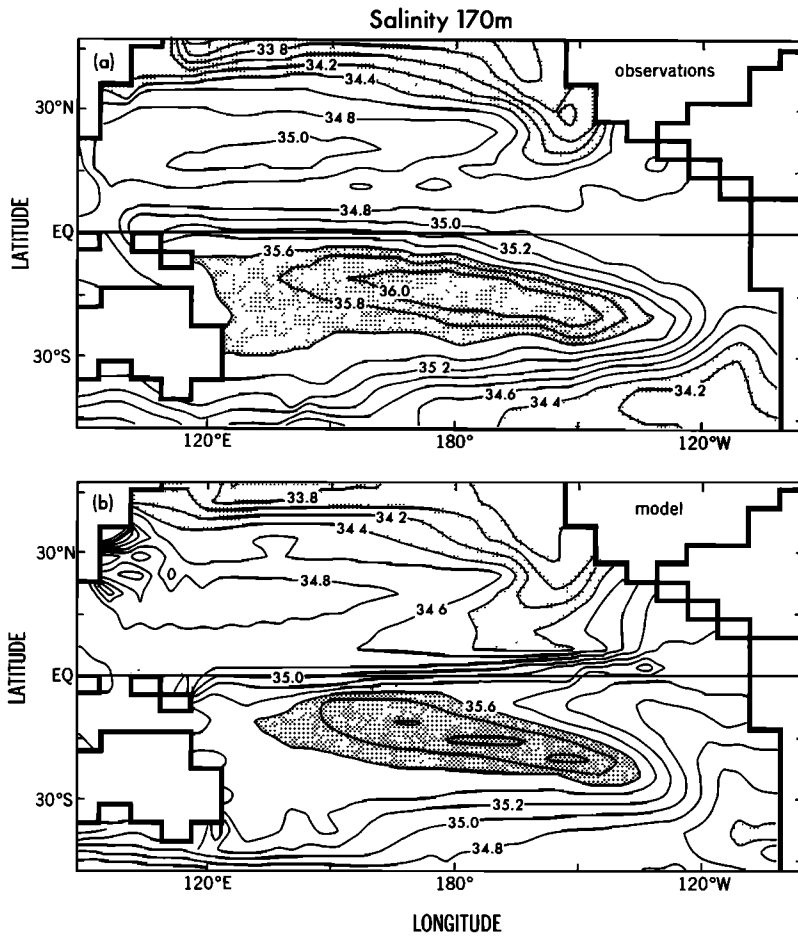 Salinity 170m
(a)
33 8
34.2
34.4
observations
30°N
34 8
35.0
34.8
35.0
EQ
35.2
35.6
36.0
35.8
30°S
35 2
34.6
34 4
34.2
LATITUDE
120°E
180°
120°W
(b)
33.8
model
34 2
34 4
30°N
34.8
34 6
EQ
35.0
35.6
30°S
35.2
35.0
34.8
LATITUDE
120°E
180°
120°W
LONGITUDE